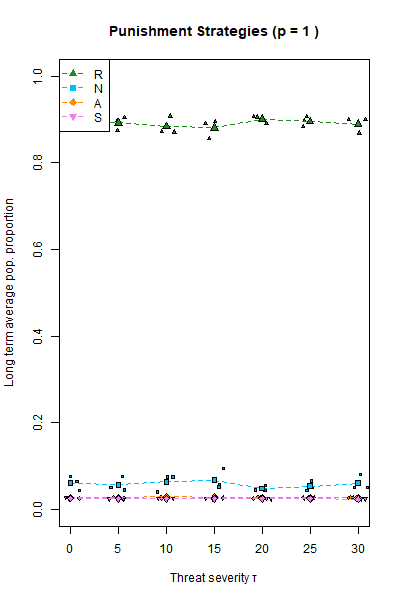 Punishment Strategies (p = 1 )
R
N
A
S
Long term average pop. proportion
1.0
0.8
0.6
0.4
0.2
0.0
0 5 10 15 20 25 30
Threat severity τ